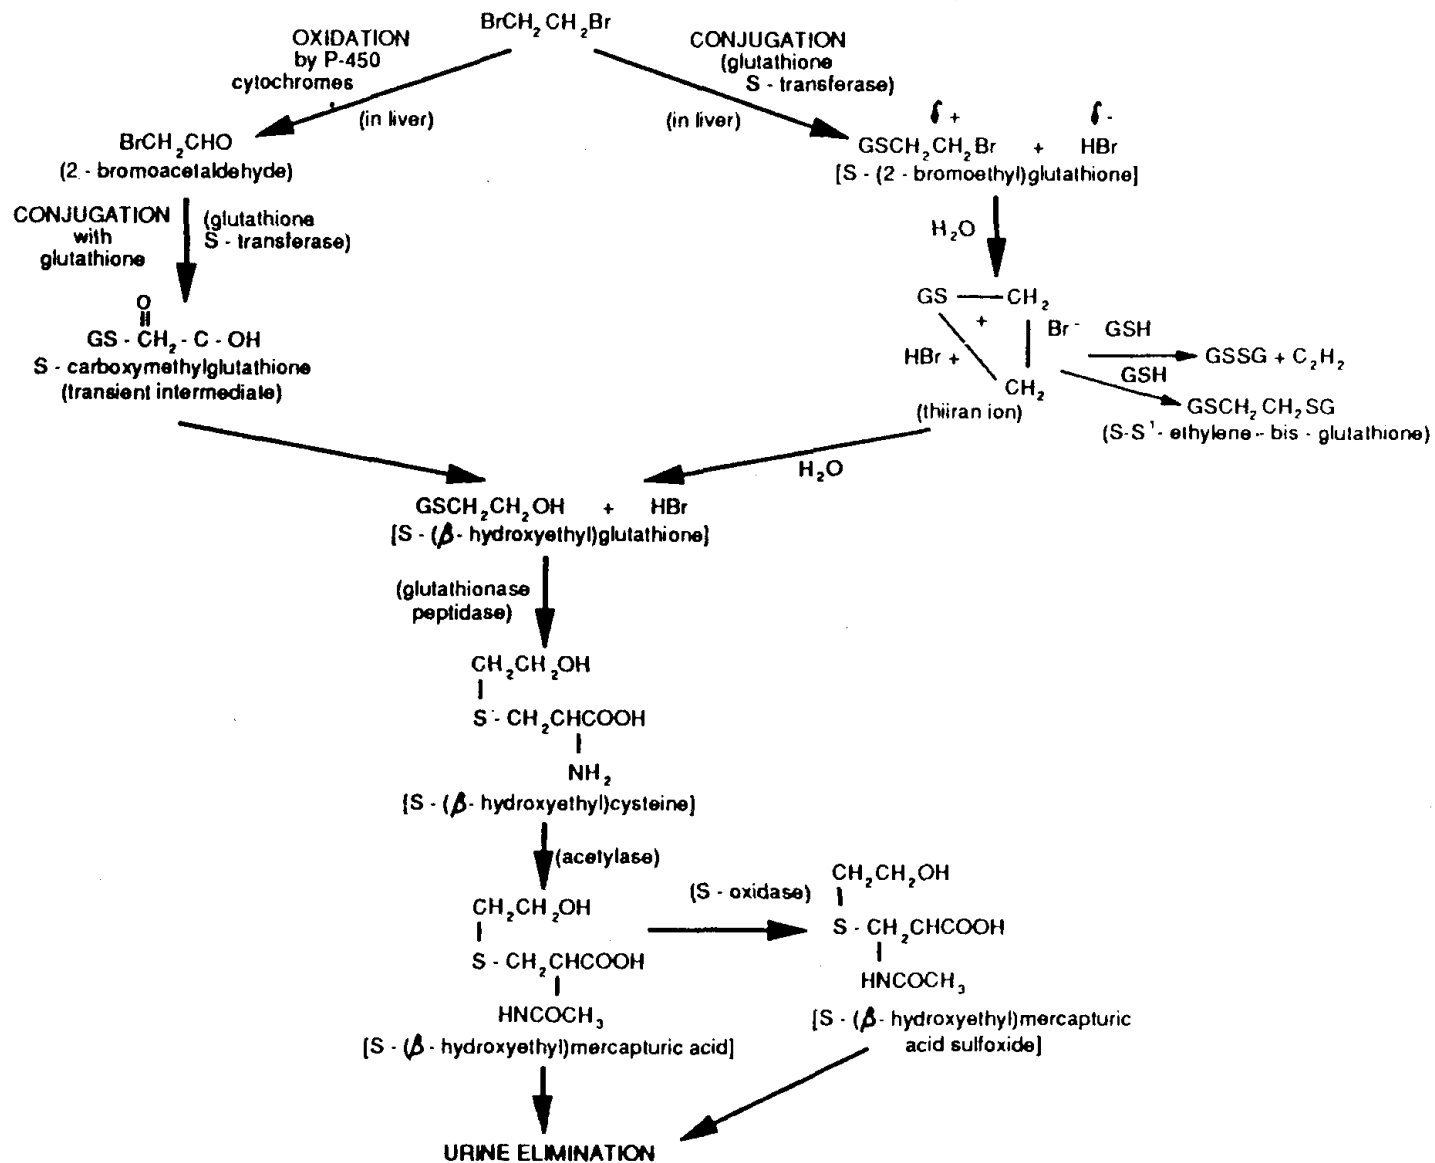 BrCH2CH2Br
OXIDATION
by P-450
cytochromes
(in liver)
CONJUGATION
(glutathione
S - transferase)
(in liver)
BrCH2CHO
(2 - bromoacetaldehyde)
δ + δ -
GSCH2CH2Br + HBr
[S - (2 - bromoethyl)glutathione]
CONJUGATION
with
glutathione
(glutathione
S - transferase)
H2O
O
GS - CH2 - C - OH
S - carboxymethylglutathione
(transient intermediale)
GS CH2
+
Br -
HBr +
CH2
(thiiran ion)
GSH
GSSG + C2H2
GSH
GSCH2CH2SG
(S-S1 - ethylene - bis - glutathione)
H2O
GSCH2CH2OH + HBr
[S - (β - hydroxyethyl)glutathione]
(glutathionase
peptidase)
CH2CH2OH
S - CH2CHCOOH
NH2
[S - (β - hydroxyethyl)cysteine]
(acetylase)
CH2CH2OH
S - CH2CHCOOH
HNCOCH3
[S - (β - hydroxyethyl)mercapturic acid]
(S - oxidase)
CH2CH2OH
S - CH2CHCOOH
HNCOCH3
[S - (β - hydroxyethyl)mercapturic
acid sulfoxide]
URINE ELIMINATION